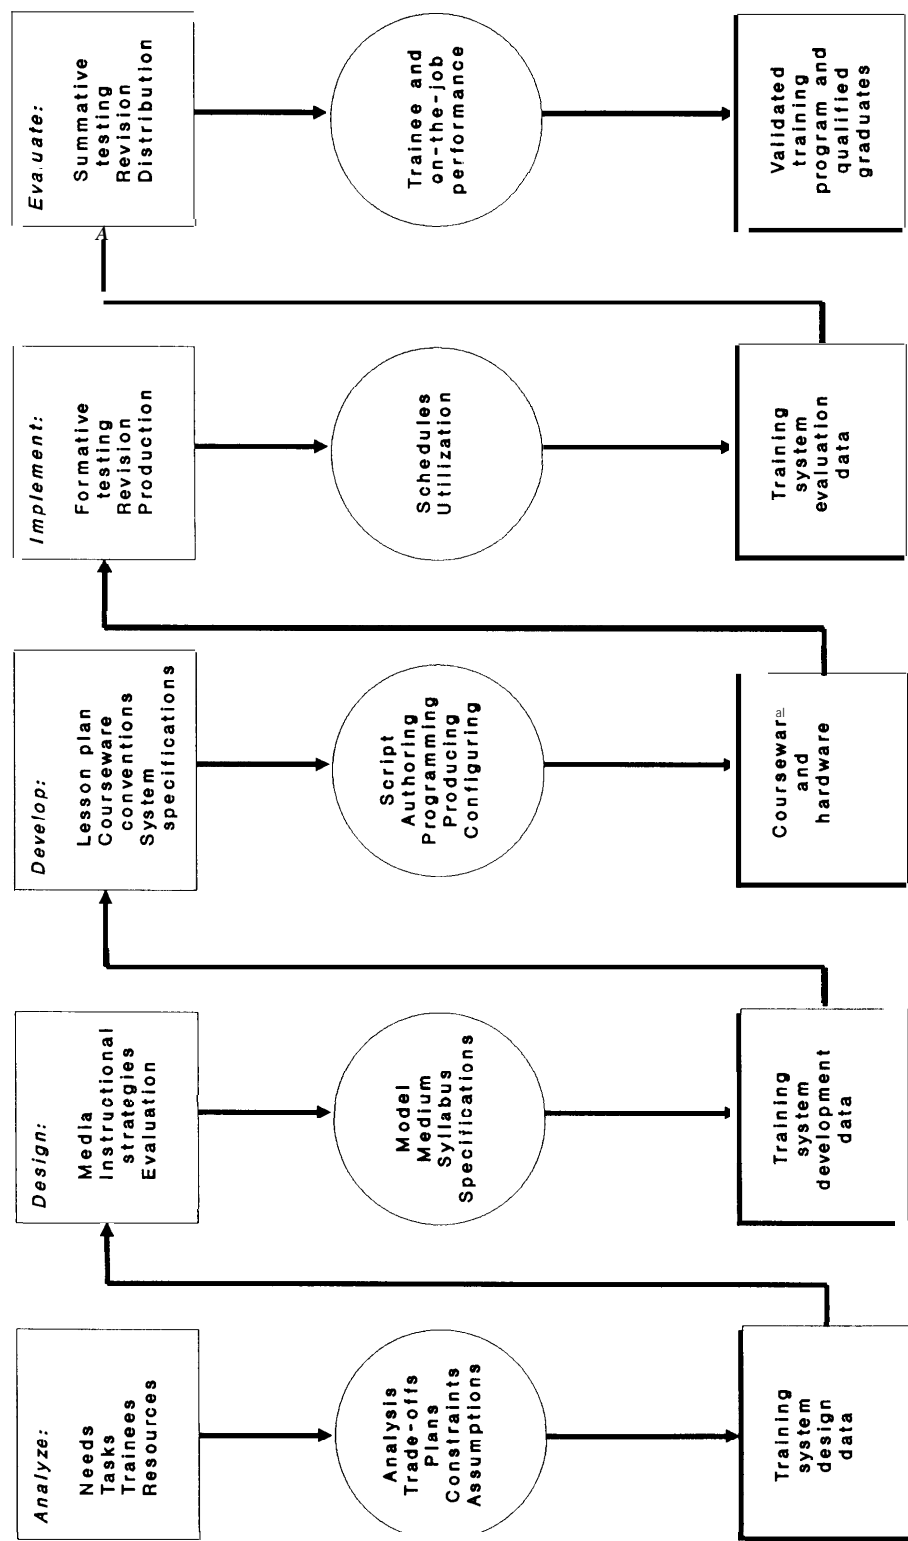 Analyze:
Needs
Tasks
Trainees
Resources
Analysis
Trade-offs
Plans
Constraints
Assumptions
Training
system
design
data
Design:
Media
Instructional
strategies
Evaluation
Model
Medium
Syllabus
Specifications
Training
system
development
data
Develop:
Lesson plan
Courseware
conventions
System
specifications
Script
Authoring
Programming
Producing
Configuring
Coursewar a|
and
hardware
Implement:
Formative
testing
Revision
Production
Schedules
Utilization
Training
system
evaluation
data
Eva.uate:
Summative
testing
Revision
Distribution
A
Trainee and
on-the-job
performance
Validated
training
program and
qualified
graduates